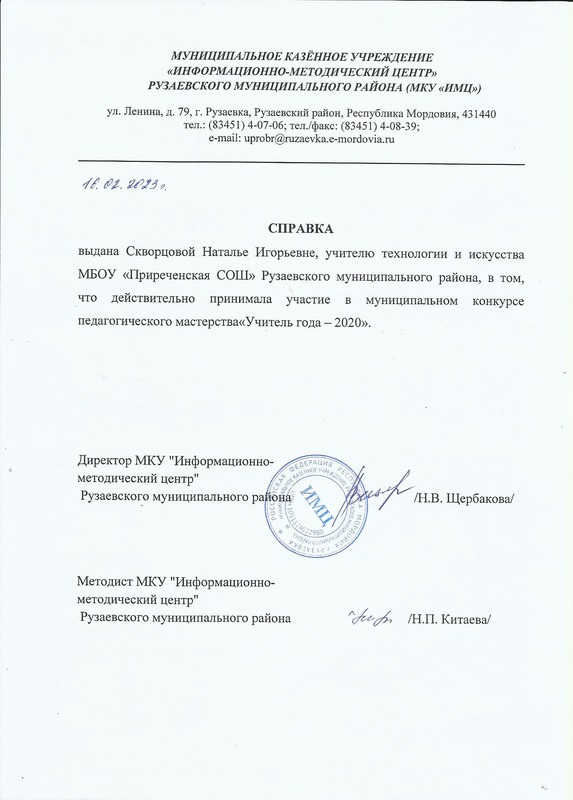 МУНИЦИПАЛЬНОЕ КАЗЁННОЕ УЧРЕЖДЕНИЕ
«ИНФОРМАЦИОННО-МЕТОДИЧЕСКИЙ ЦЕНТР»
РУЗАЕВСКОГО МУНИЦИПАЛЬНОГО РАЙОНА (МКУ «ИМЦ»)
ул. Ленина, д. 79, г. Рузаевка, Рузаевский район, Республика Мордовия, 431440
тел.: (83451) 4-07-06; тел./факс: (83451) 4-08-39;
e-mail: uprobr@ruzaevka.e-mordovia.ru
16.02.2023 г.
СПРАВКА
выдана Скворцовой Наталье Игорьевне, учителю технологии и искусства
МБОУ «Приреченская СОШ» Рузаевского муниципального района, в том,
что действительно принимала участие в муниципальном конкурсе
педагогического мастерства«Учитель года – 2020».
Директор МКУ "Информационно-
методический центр"
Рузаевского муниципального района /Н.В. Щербакова/
РОССИЙСКАЯ ФЕДЕРАЦИЯ
ИМЦ
Методист МКУ "Информационно-
методический центр"
Рузаевского муниципального района /Н.П. Китаева/